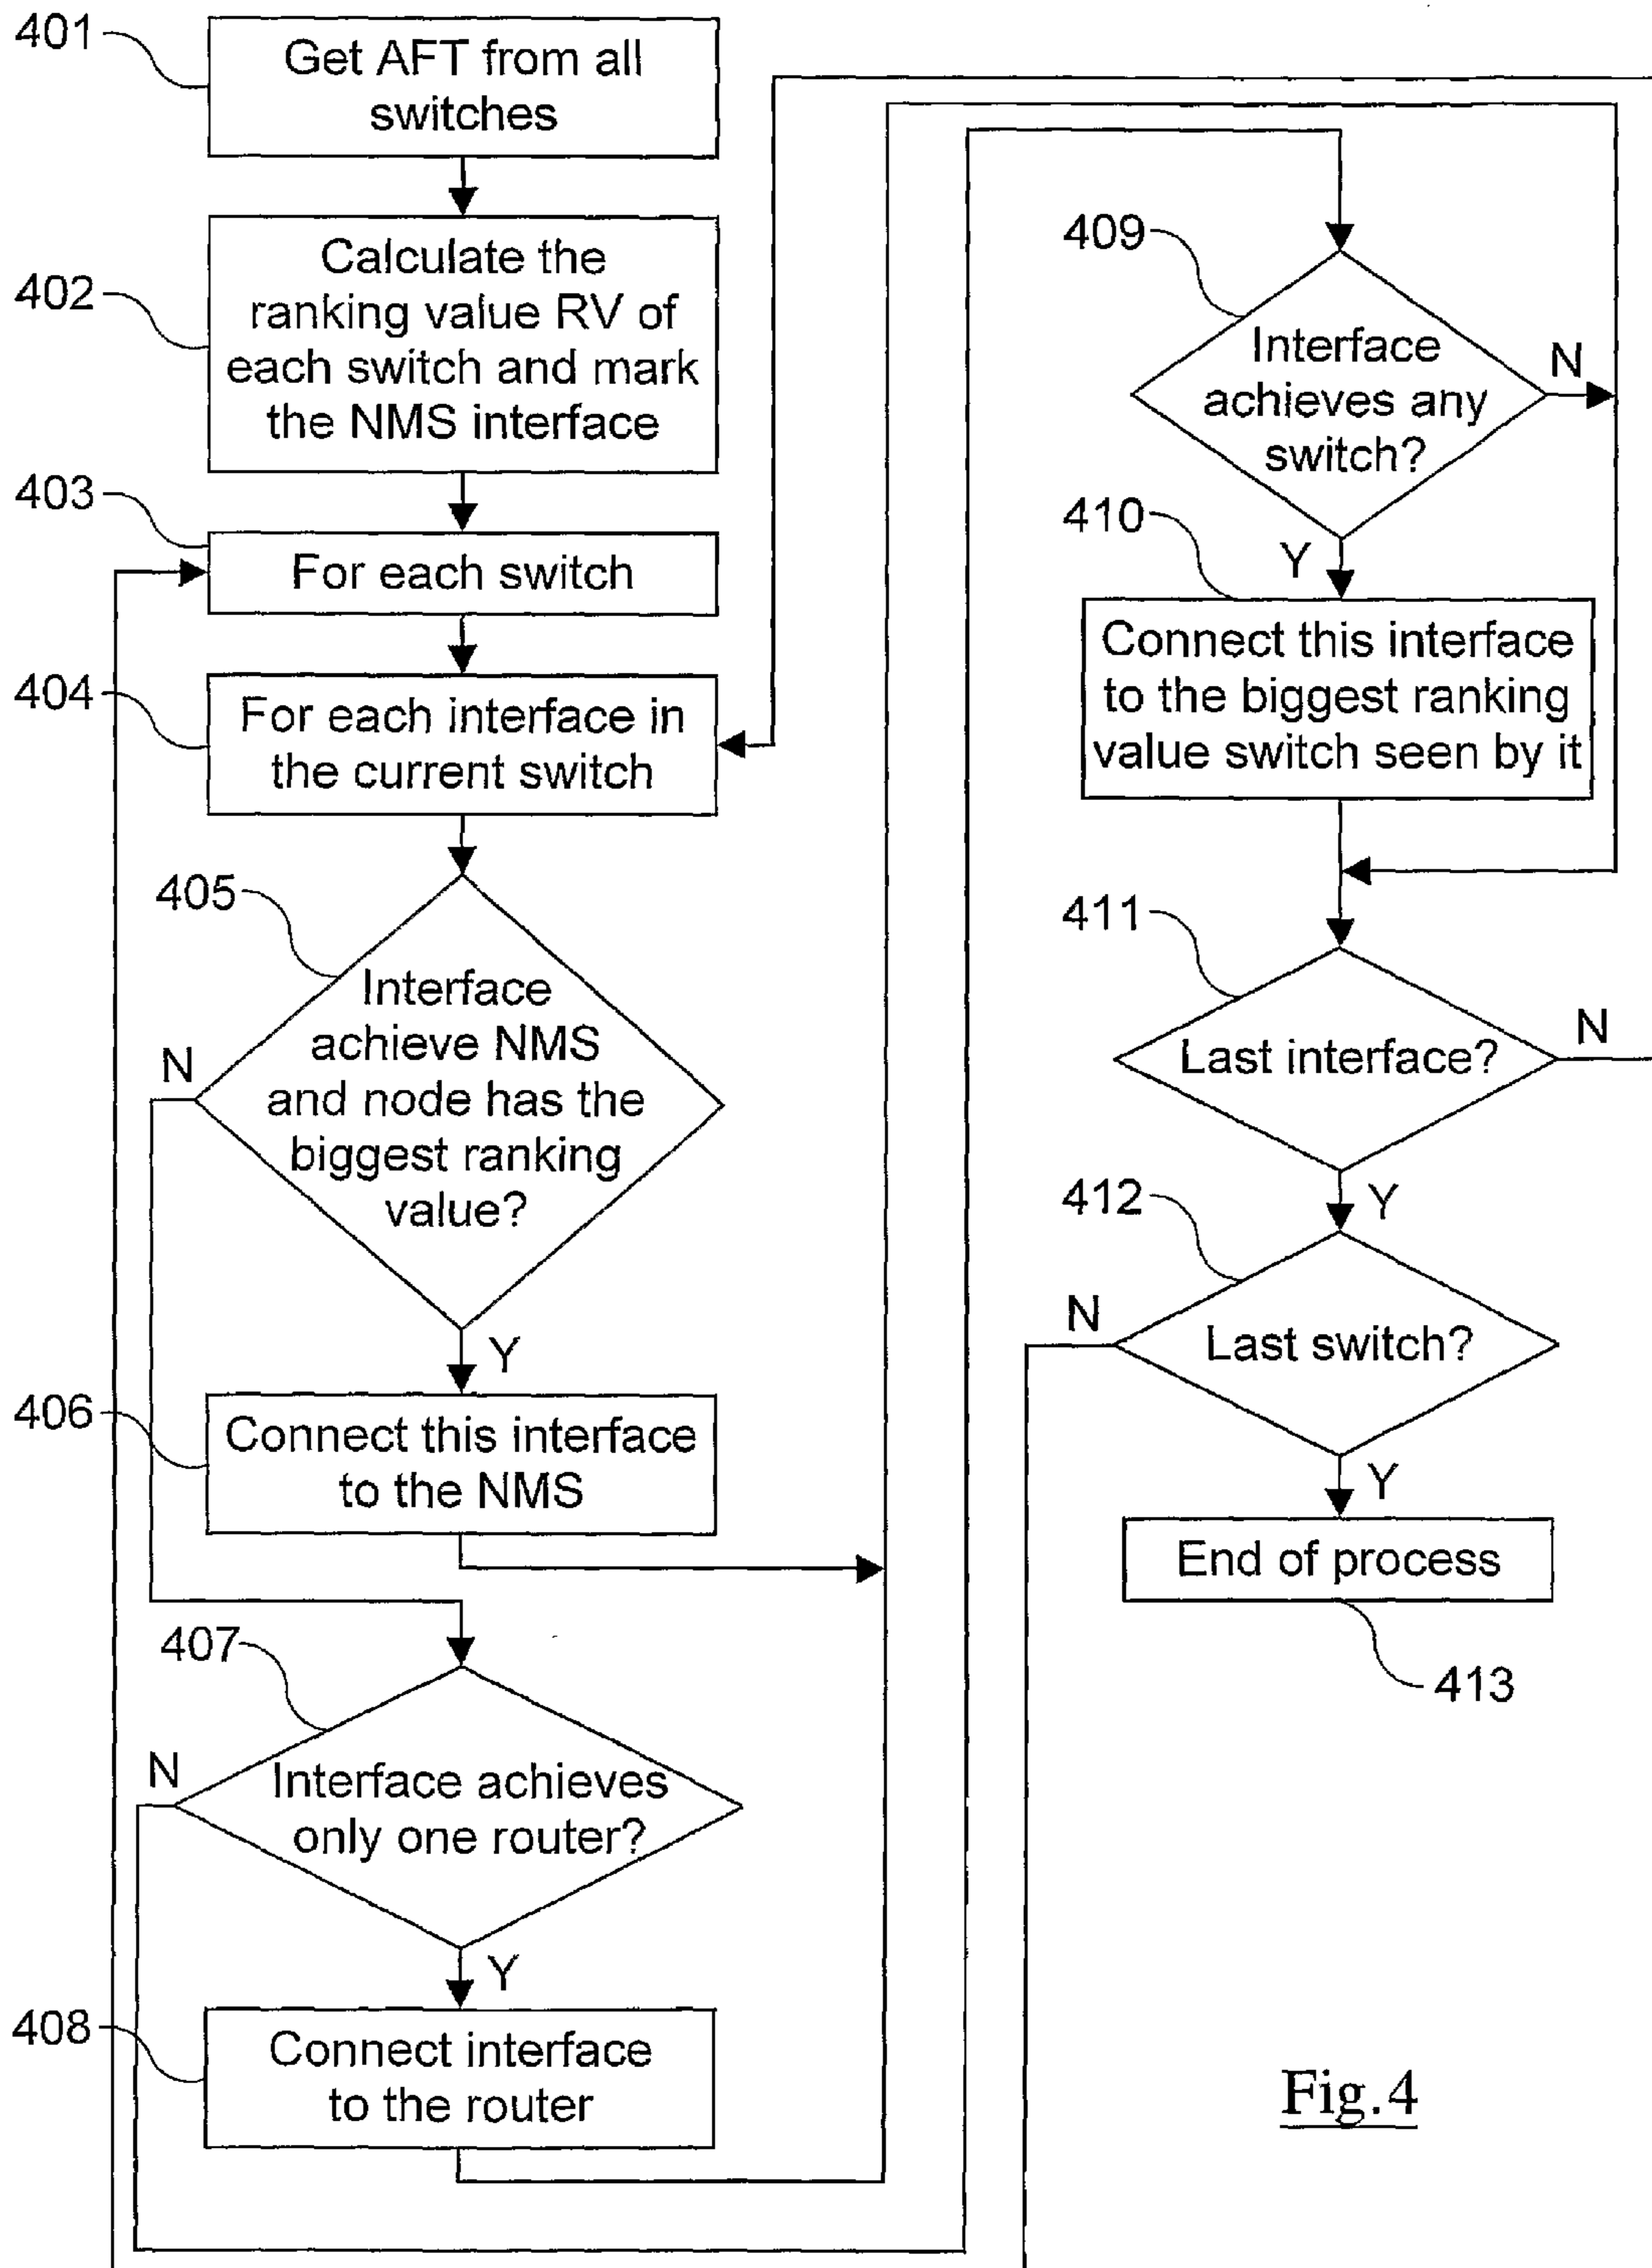 401
Get AFT from all
switches
402
Calculate the
ranking value RV of
each switch and mark
the NMS interface
403
For each switch
404
For each interface in
the current switch
405
Interface
achieve NMS
and node has the
biggest ranking
value?
N
Y
406
Connect this interface
to the NMS
407
N
Interface achieves
only one router?
Y
408
Connect interface
to the router
409
Interface
achieves any
switch?
N
Y
410
Connect this interface
to the biggest ranking
value switch seen by it
411
Last interface?
N
Y
412
N
Last switch?
Y
End of process
413
Fig.4